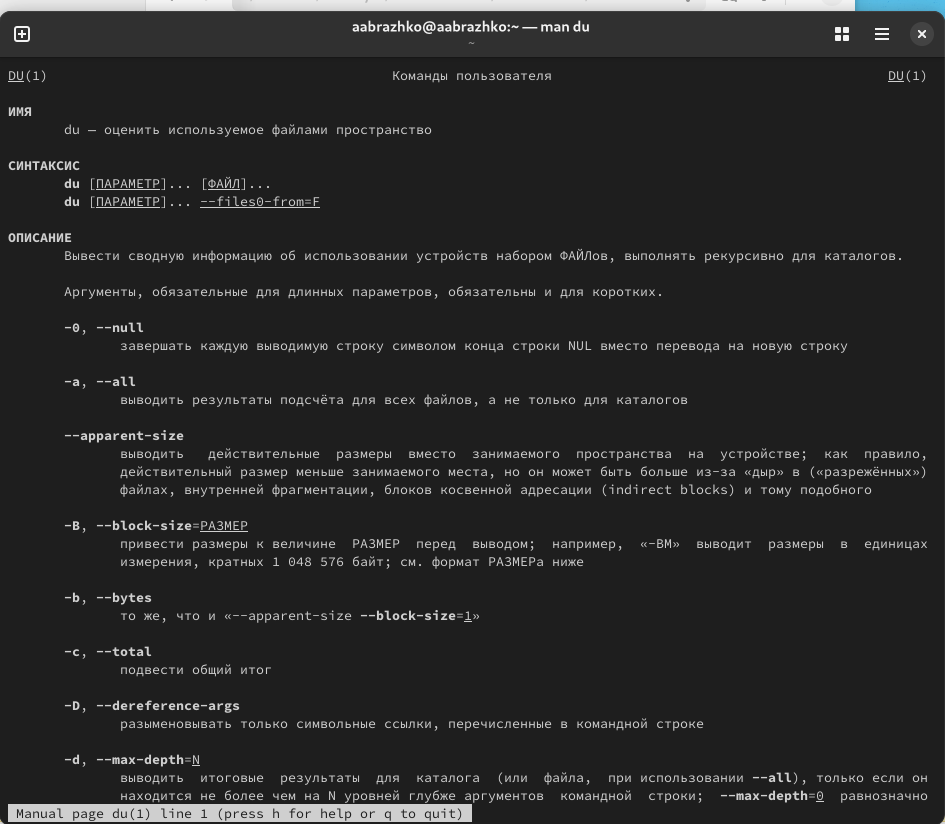 aabrazhko@aabrazhko:~ — man du
~
DU(1) Команды пользователя DU(1)
ИМЯ
du — оценить используемое файлами пространство
СИНТАКСИС
du [ПАРАМЕТР]... [ФАЙЛ]...
du [ПАРАМЕТР]... --files0-from=F
ОПИСАНИЕ
Вывести сводную информацию об использовании устройств набором ФАЙЛов, выполнять рекурсивно для каталогов.
Аргументы, обязательные для длинных параметров, обязательны и для коротких.
-0, --null
завершать каждую выводимую строку символом конца строки NUL вместо перевода на новую строку
-a, --all
выводить результаты подсчёта для всех файлов, а не только для каталогов
--apparent-size
выводить действительные размеры вместо занимаемого пространства на устройстве; как правило,
действительный размер меньше занимаемого места, но он может быть больше из-за «дыр» в («разрежённых»)
файлах, внутренней фрагментации, блоков косвенной адресации (indirect blocks) и тому подобного
-B, --block-size=РАЗМЕР
привести размеры к величине РАЗМЕР перед выводом; например, «-BM» выводит размеры в единицах
измерения, кратных 1 048 576 байт; см. формат РАЗМЕРа ниже
-b, --bytes
то же, что и «--apparent-size --block-size=1»
-c, --total
подвести общий итог
-D, --dereference-args
разыменовывать только символьные ссылки, перечисленные в командной строке
-d, --max-depth=N
выводить итоговые результаты для каталога (или файла, при использовании --all), только если он
находится не более чем на N уровней глубже аргументов командной строки; --max-depth=0 равнозначно
Manual page du(1) line 1 (press h for help or q to quit)